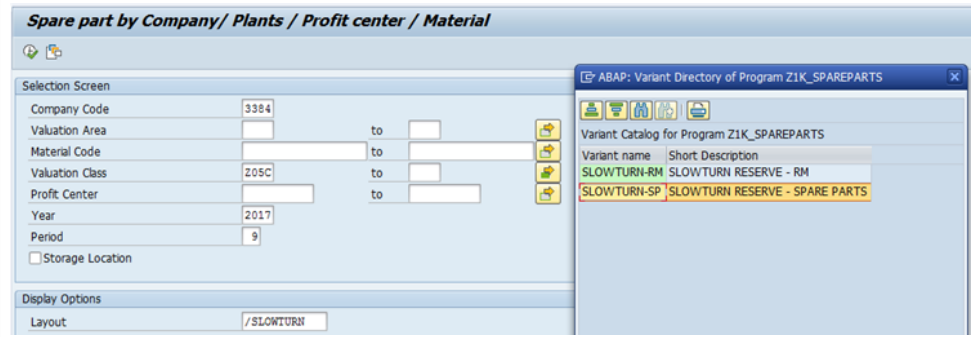 Spare part by Company/ Plants / Profit center / Material
Selection Screen
Company Code 3384
Valuation Area to
Material Code to
Valuation Class Z05C to
Profit Center to
Year 2017
Period 9
Storage Location
Display Options
Layout /SLOWTURN
ABAP: Variant Directory of Program Z1K_SPAREPARTS
Variant Catalog for Program Z1K_SPAREPARTS
Variant name Short Description
SLOWTURN-RM SLOWTURN RESERVE - RM
SLOWTURN-SP SLOWTURN RESERVE - SPARE PARTS